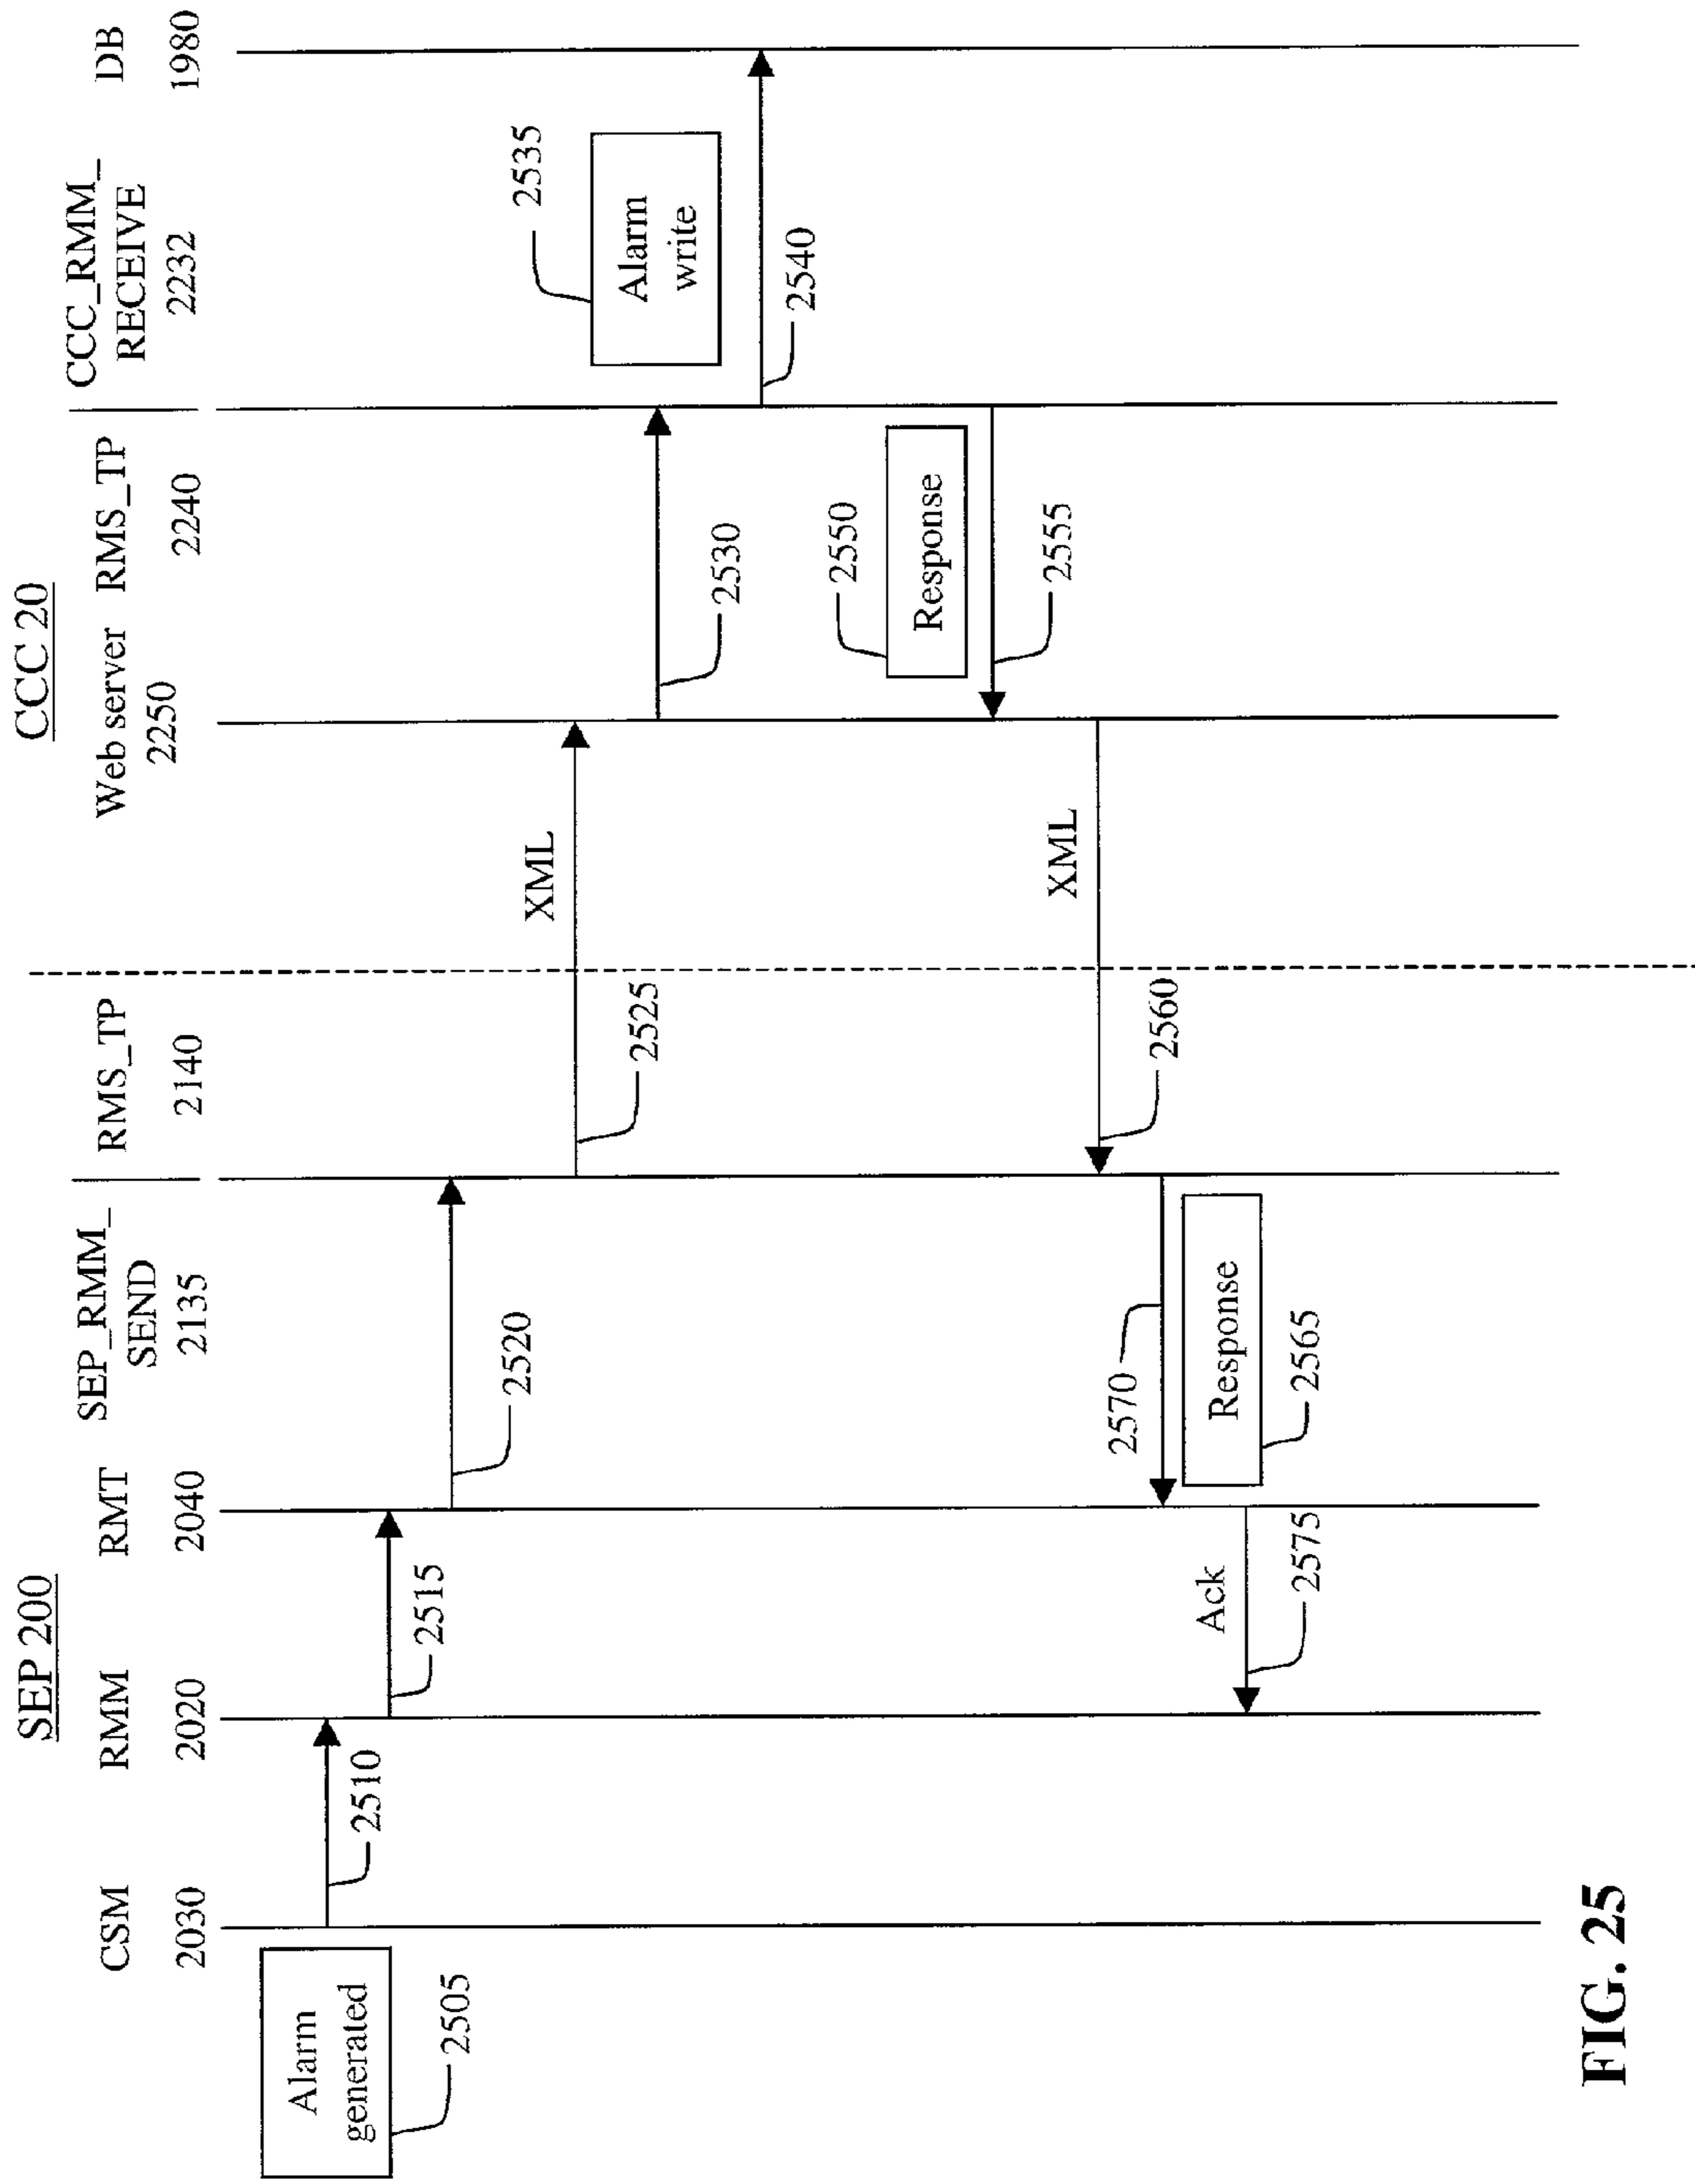 SEP 200
CCC 20
CSM
2030
RMM
2020
RMT
2040
SEP_RMM_
SEND
2135
RMS_TP
2140
Web server
2250
RMS_TP
2240
CCC_RMM_
RECEIVE
2232
DB
1980
Alarm
generated
2505
2510
2515
2520
XML
2525
2530
2535
Alarm
write
2540
2550
Response
2555
XML
2560
2570
Response
2565
Ack
2575
FIG. 25